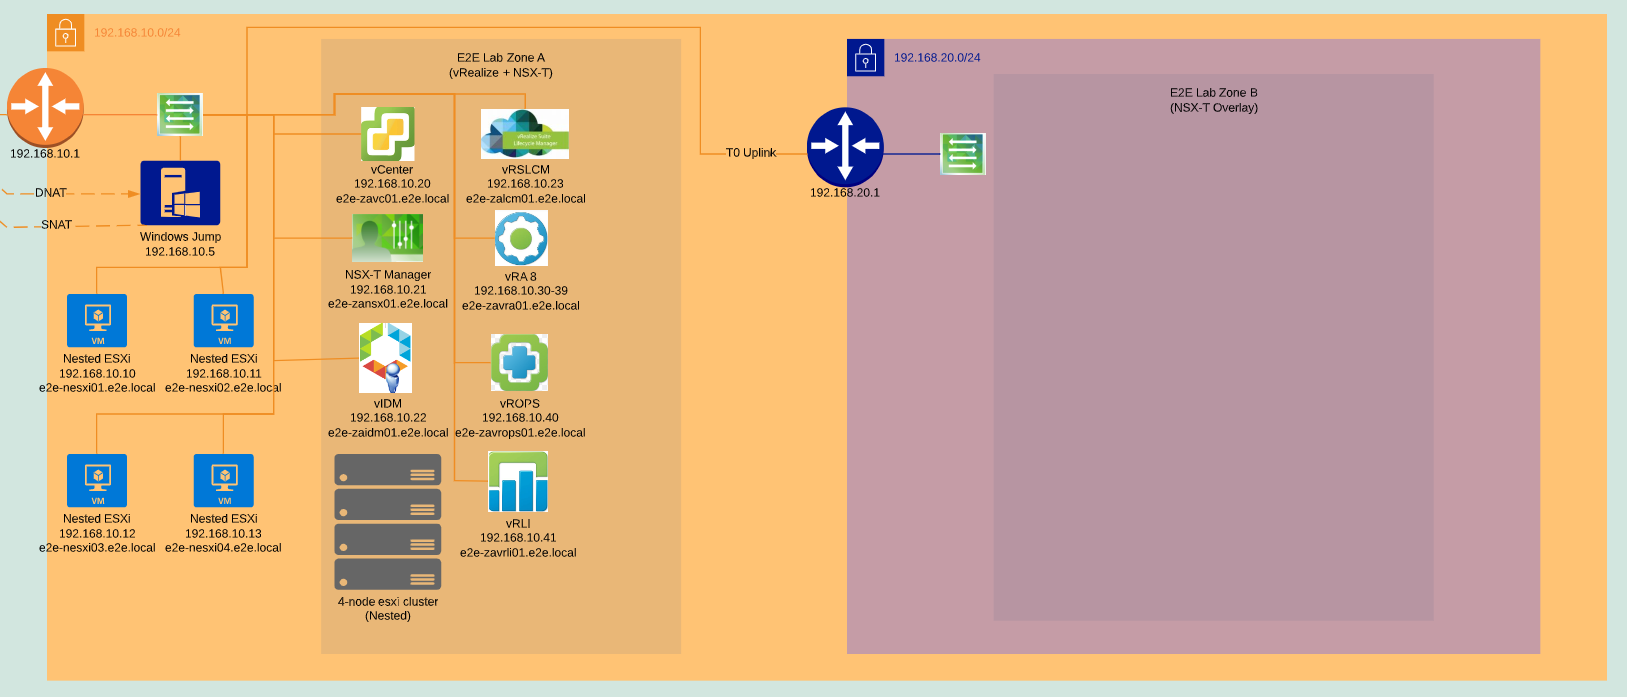 192.168.10.0/24
192.168.10.1
DNAT
SNAT
Windows Jump
192.168.10.5
VM
Nested ESXi
192.168.10.10
e2e-nesxi01.e2e.local
VM
Nested ESXi
192.168.10.11
e2e-nesxi02.e2e.local
VM
Nested ESXi
192.168.10.12
e2e-nesxi03.e2e.local
VM
Nested ESXi
192.168.10.13
e2e-nesxi04.e2e.local
E2E Lab Zone A
(vRealize + NSX-T)
vCenter
192.168.10.20
e2e-zavc01.e2e.local
vRealize Suite
Lifecycle Manager
vRSLCM
192.168.10.23
e2e-zalcm01.e2e.local
NSX-T Manager
192.168.10.21
e2e-zansx01.e2e.local
vRA 8
192.168.10.30-39
e2e-zavra01.e2e.local
vIDM
192.168.10.22
e2e-zaidm01.e2e.local
vROPS
192.168.10.40
e2e-zavrops01.e2e.local
4-node esxi cluster
(Nested)
vRLI
192.168.10.41
e2e-zavrli01.e2e.local
T0 Uplink
192.168.20.0/24
192.168.20.1
E2E Lab Zone B
(NSX-T Overlay)